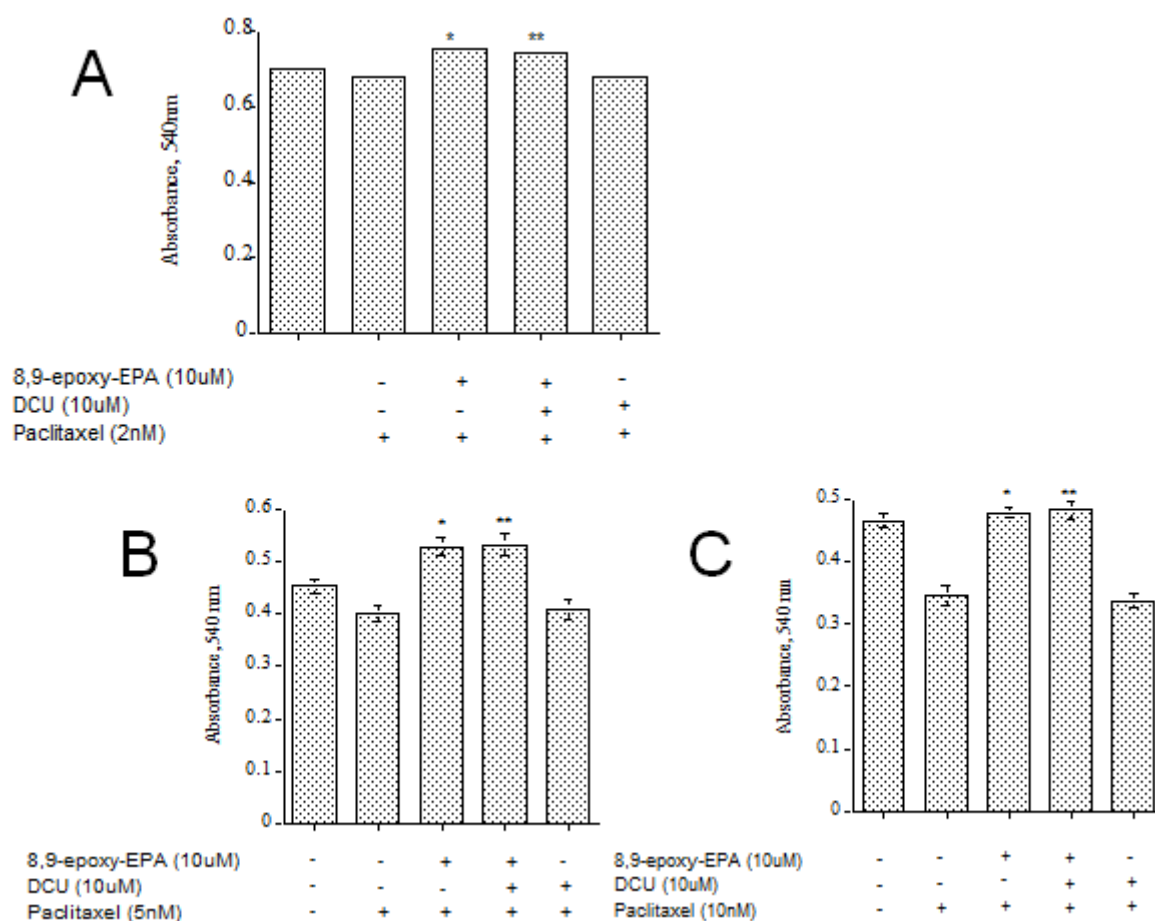 A
Absorbance, 540nm
0.8
0.6
0.4
0.2
0
* **
8,9-epoxy-EPA (10uM) - + + -
DCU (10uM) - - + +
Paclitaxel (2nM) + + + +
B
Absorbance, 540 nm
0.6
0.5
0.4
0.3
0.2
0.1
0
* **
8,9-epoxy-EPA (10uM) - - + + -
DCU (10uM) - - - + +
Paclitaxel (5nM) - + + + +
C
(Absorbance, 540 nm
0.5
0.4
0.3
0.2
0.1
0
* **
8,9-epoxy-EPA (10uM) - - + + -
DCU (10uM) - - - + +
Paclitaxel (10nM) - + + + +